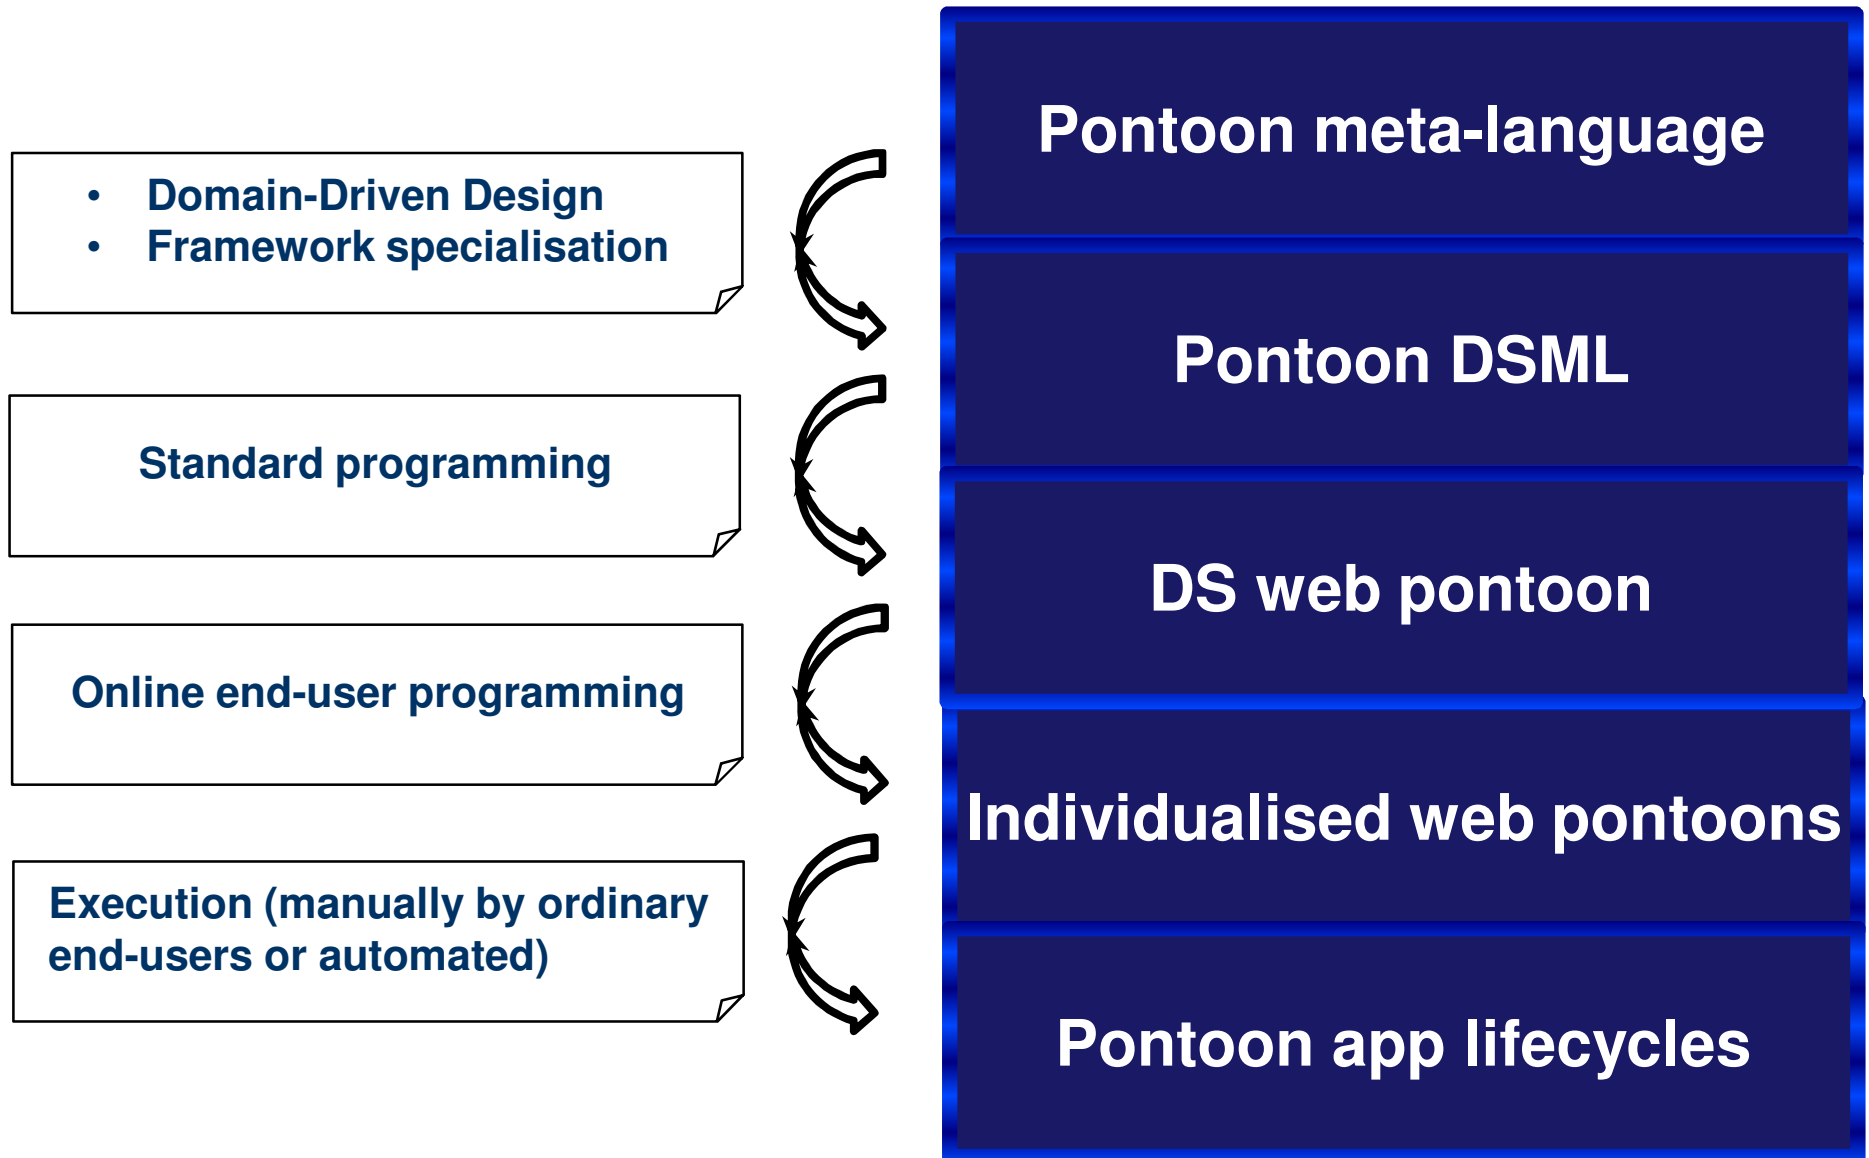 Pontoon meta-language
• Domain-Driven Design
• Framework specialisation
Pontoon DSML
Standard programming
DS web pontoon
Online end-user programming
Individualised web pontoons
Execution (manually by ordinary
end-users or automated)
Pontoon app lifecycles